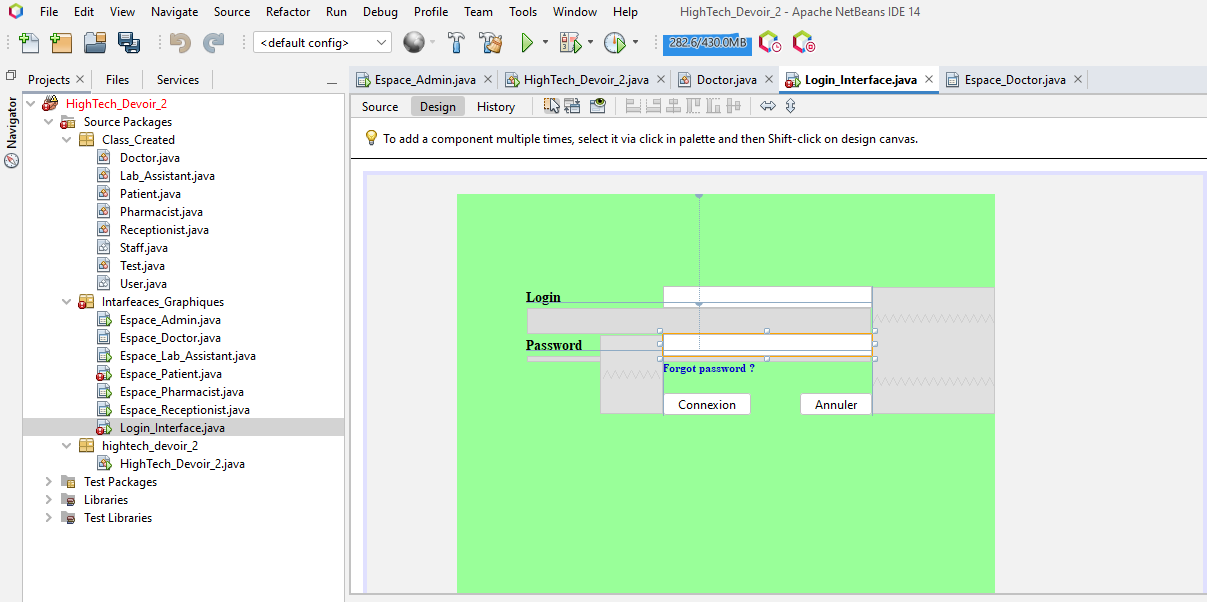 File Edit View Navigate Source Refactor Run Debug Profile Team Tools Window Help HighTech_Devoir_2 - Apache NetBeans IDE 14
<default config> 282.6/430.0MB
Projects Files Services
Espace_Admin.java HighTech_Devoir_2.java Doctor.java Login_Interface.java Espace_Doctor.java
Navigator
Source Design History
To add a component multiple times, select it via click in palette and then Shift-click on design canvas.
HighTech_Devoir_2
Source Packages
Class_Created
Doctor.java
Lab_Assistant.java
Patient.java
Pharmacist.java
Receptionist.java
Staff.java
Test.java
User.java
Intarfeaces_Graphiques
Espace_Admin.java
Espace_Doctor.java
Espace_Lab_Assistant.java
Espace_Patient.java
Espace_Pharmacist.java
Espace_Receptionist.java
Login_Interface.java
hightech_devoir_2
HighTech_Devoir_2.java
Test Packages
Libraries
Test Libraries
Login
Password
Forgot password ?
Connexion Annuler